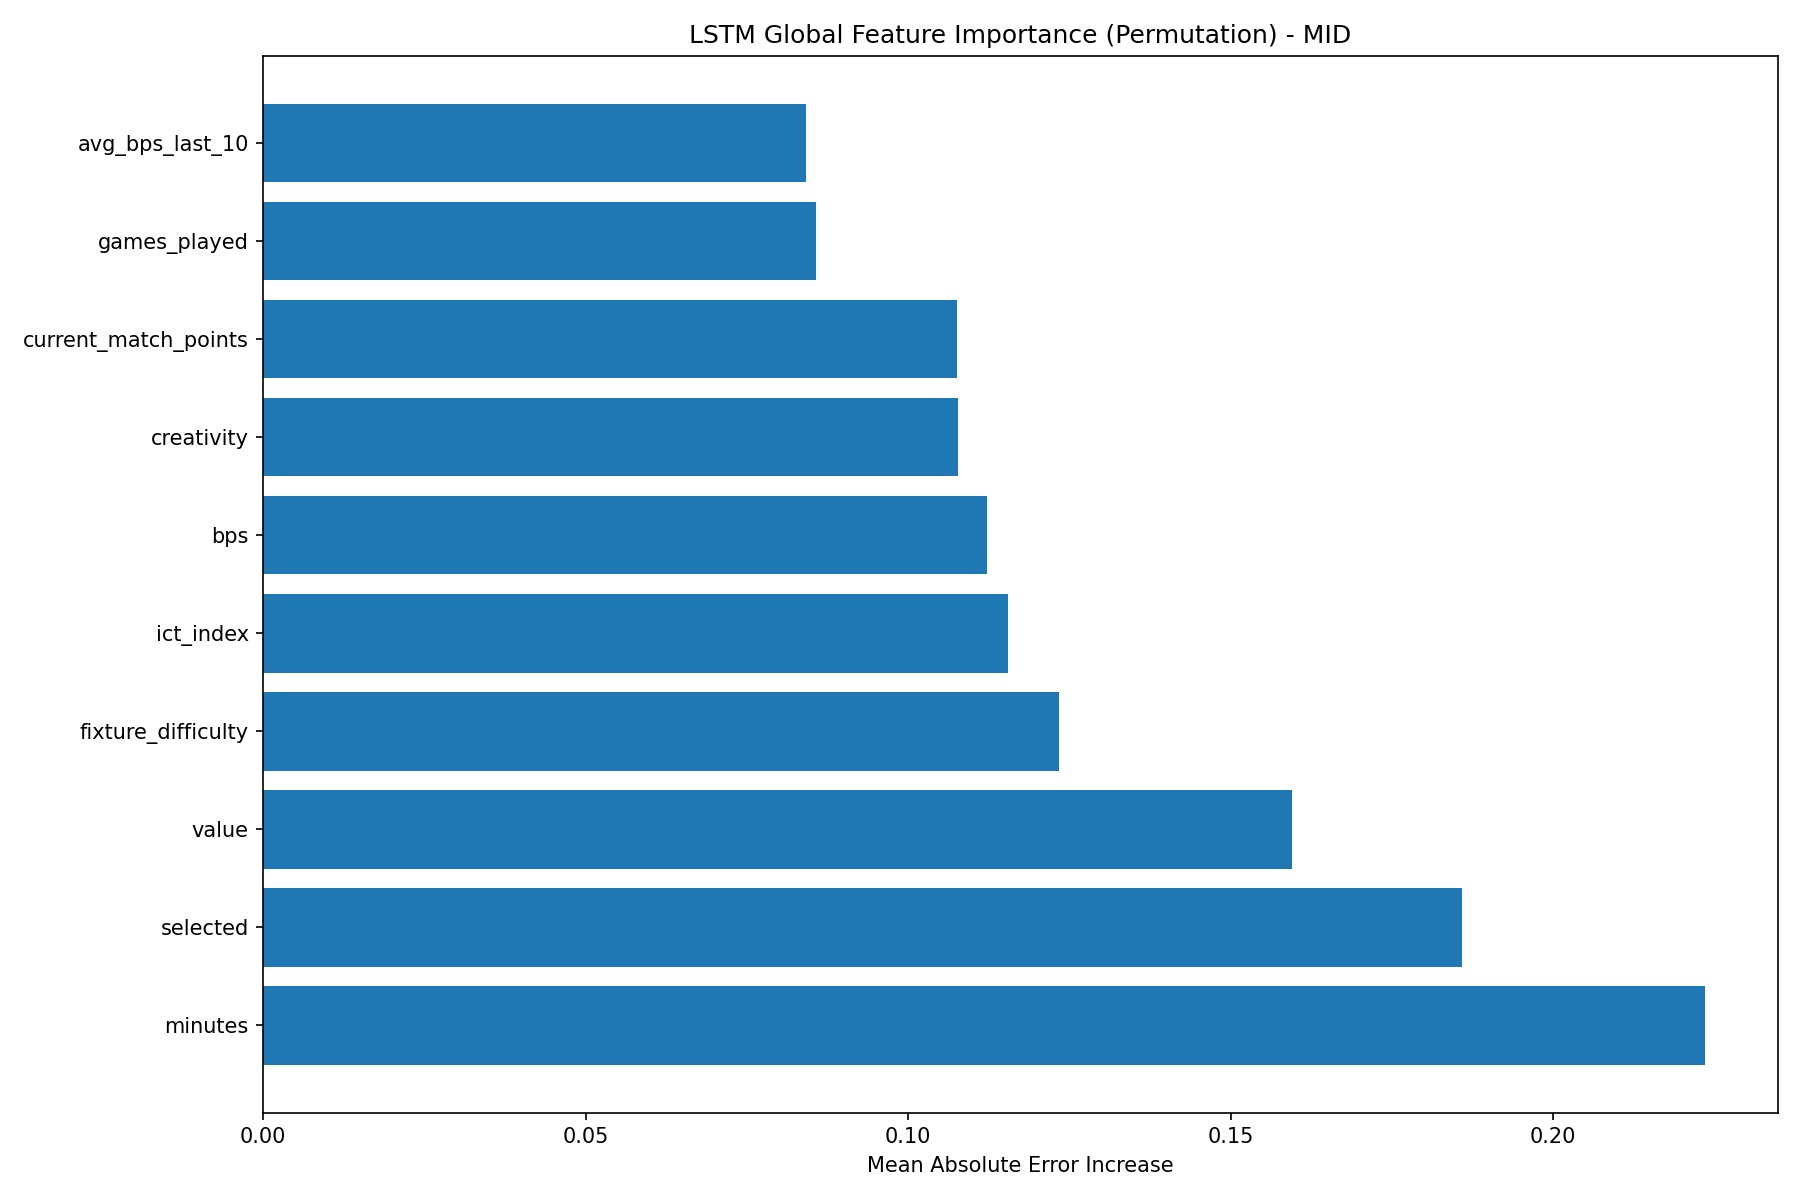 LSTM Global Feature Importance (Permutation) - MID
avg_bps_last_10
games_played
current_match_points
creativity
bps
ict_index
fixture_difficulty
value
selected
minutes
0.00 0.05 0.10 0.15 0.20
Mean Absolute Error Increase